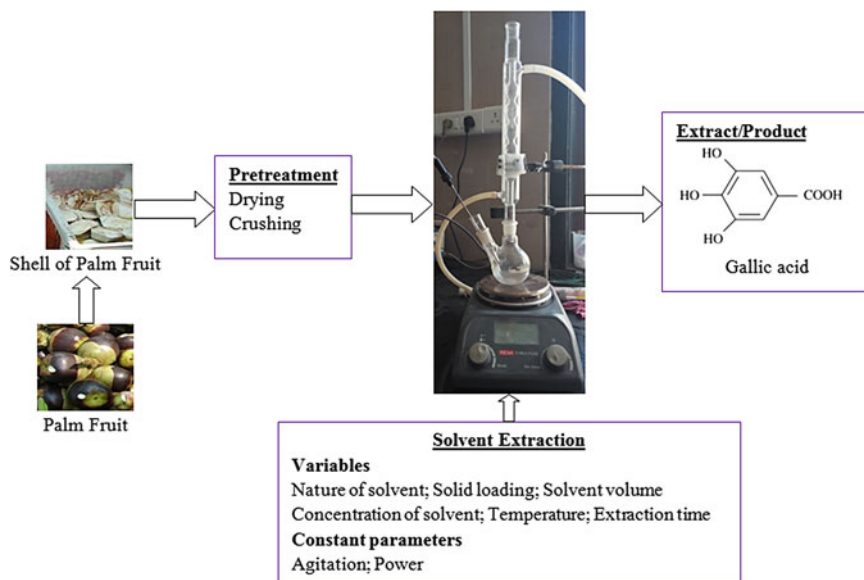 Shell of Palm Fruit
Palm Fruit
Pretreatment
Drying
Crushing
Extract/Product
HO
HO
HO
COOH
Gallic acid
Solvent Extraction
Variables
Nature of solvent; Solid loading; Solvent volume
Concentration of solvent; Temperature; Extraction time
Constant parameters
Agitation; Power